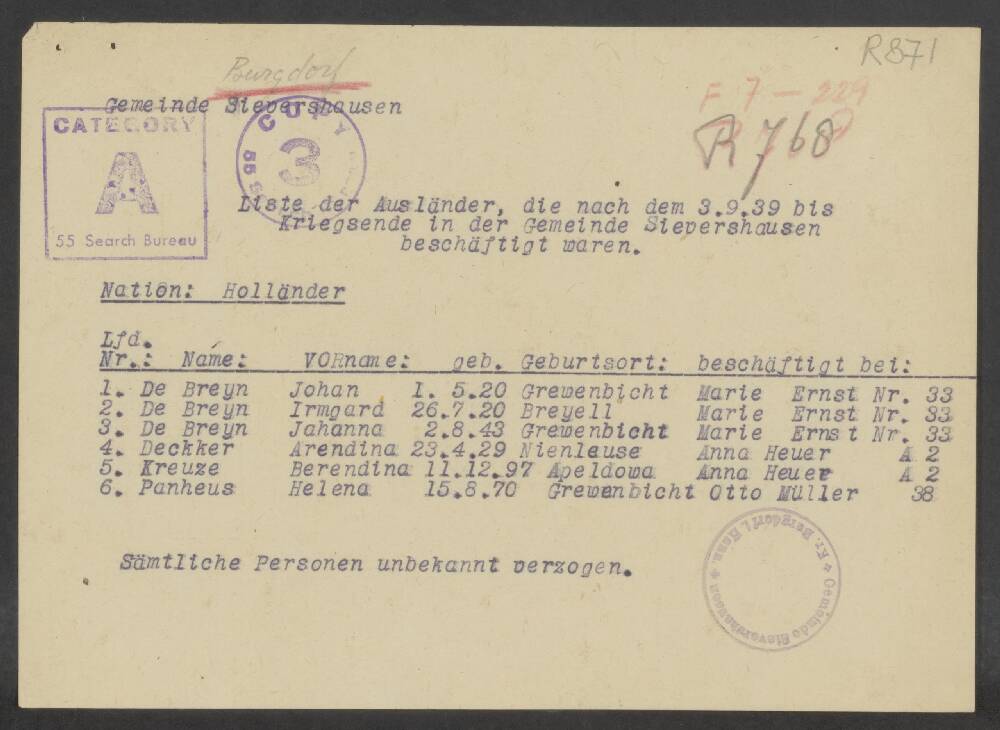 R871
Burgdorf
F 7 - 229
R 768
Gemeinde Sievershausen
CATEGORY
A
55 Search Bureau
COPY
3
55
Liste der Ausländer, die nach dem 3.9.39 bis
Kriegsende in der Gemeinde Sievershausen
beschäftigt waren.
Nation: Holländer
Lfd.
Nr.: Name: VORname: geb. Geburtsort: beschäftigt bei:
1. De Breyn Johan 1. 5.20 Grewenbicht Marie Ernst Nr. 33
2. De Breyn Irmgard 26.7.20 Breyell Marie Ernst Nr. 33
3. De Breyn Jahanna 2.8.43 Grewenbicht Marie Ernst Nr. 33
4. Deckker Arendina 23.4.29 Nienleuse Anna Heuer A 2
5. Kreuze Berendina 11.12.97 Apeldowa Anna Heuer A 2
6. Panheus Helena 15.8.70 Grewenbicht Otto Müller 38
Sämtliche Personen unbekannt verzogen.
* Gemeinde Sievershausen * Kr. Burgdorf i. Hann.